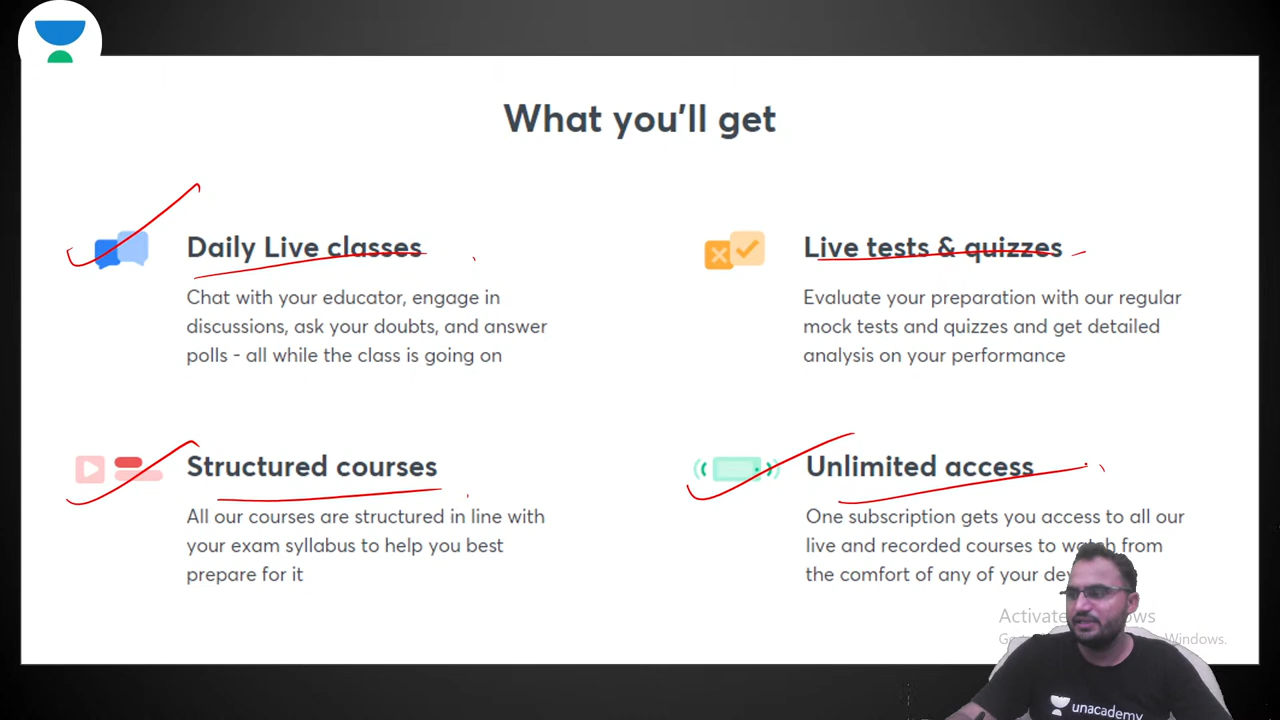 What you'll get
Daily Live classes
Chat with your educator, engage in
discussions, ask your doubts, and answer
polls - all while the class is going on
Live tests & quizzes
Evaluate your preparation with our regular
mock tests and quizzes and get detailed
analysis on your performance
Structured courses
All our courses are structured in line with
your exam syllabus to help you best
prepare for it
Unlimited access
One subscription gets you access to all our
live and recorded courses to watch from
the comfort of any of your
Activate
Windows.
unacademy